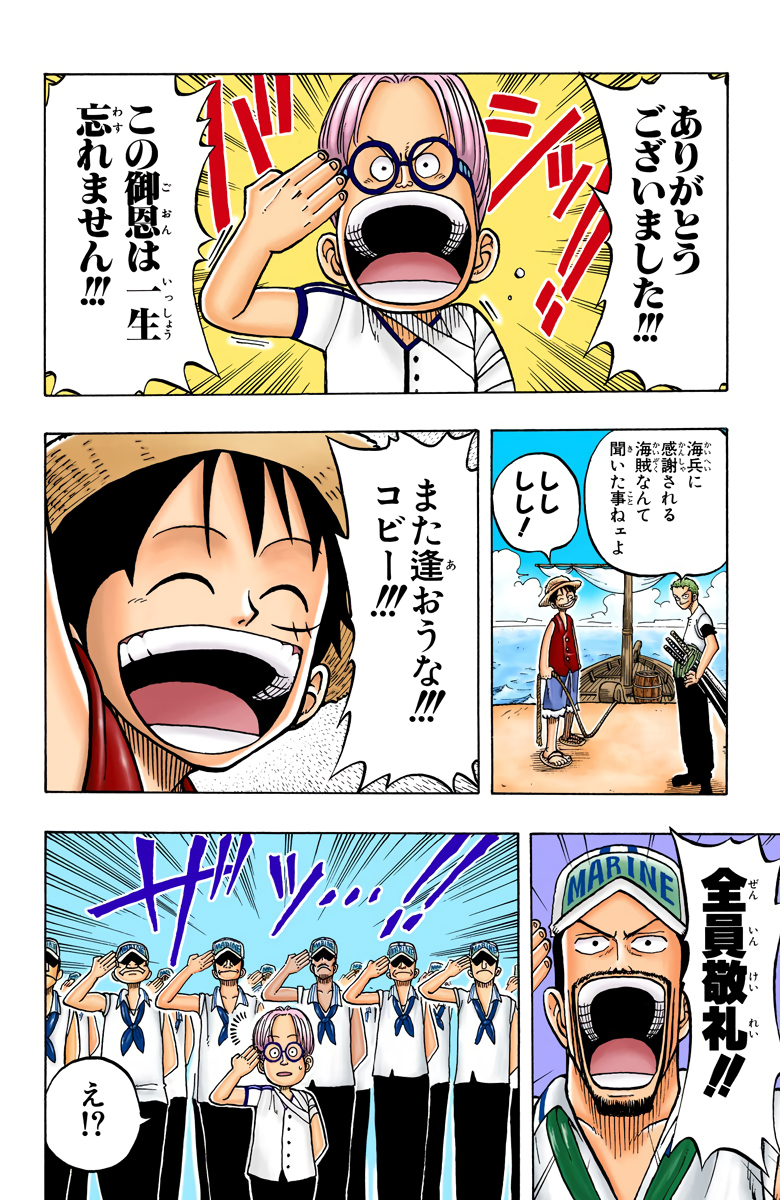 ありがとう
ございました!!!
ビシッ!!
この御恩は一生
忘れません!!!
海兵に
感謝される
海賊なんて
聞いた事ねェよ
しし
しし!
また逢おうな!!!
コビー!!!
全員敬礼!!
MARINE
ザッ…!!
MARINE
え!?